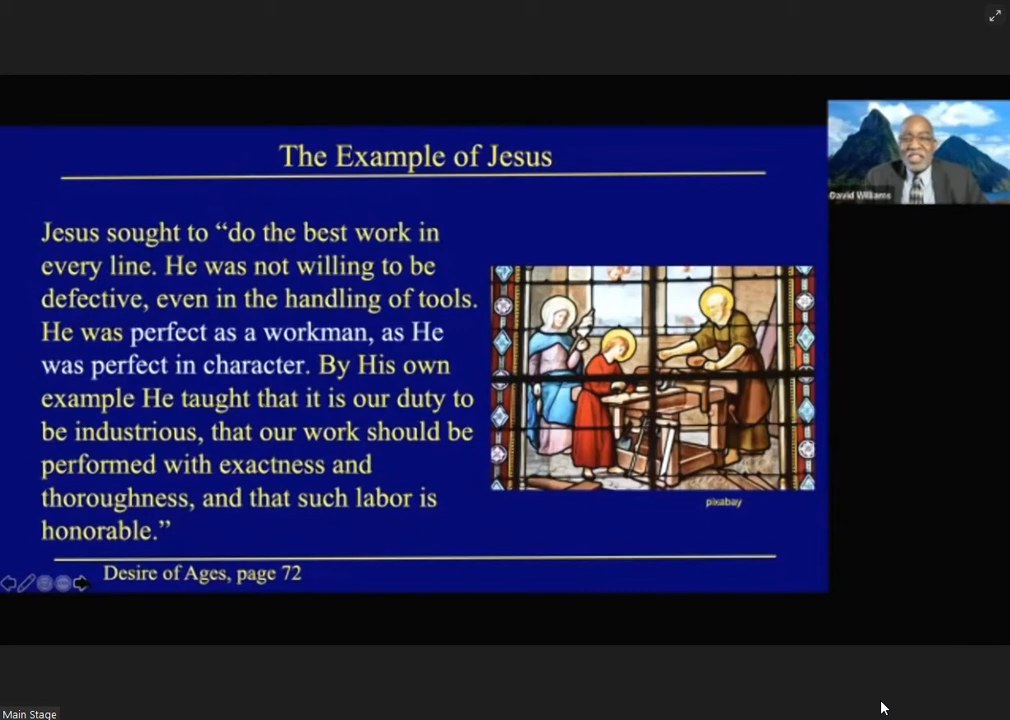 The Example of Jesus
David Williams
Jesus sought to “do the best work in
every line. He was not willing to be
defective, even in the handling of tools.
He was perfect as a workman, as He
was perfect in character. By His own
example He taught that it is our duty to
be industrious, that our work should be
performed with exactness and
thoroughness, and that such labor is
honorable.”
pixabay
Desire of Ages, page 72
Main Stage